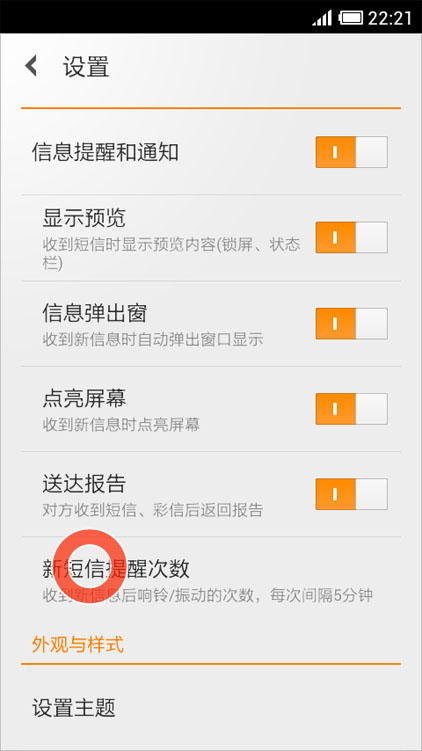 22:21
设置
信息提醒和通知
显示预览
收到短信时显示预览内容(锁屏、状态
栏)
信息弹出窗
收到新信息时自动弹出窗口显示
点亮屏幕
收到新信息时点亮屏幕
送达报告
对方收到短信、彩信后返回报告
新短信提醒次数
收到新信息后响铃/振动的次数，每次间隔5分钟
外观与样式
设置主题